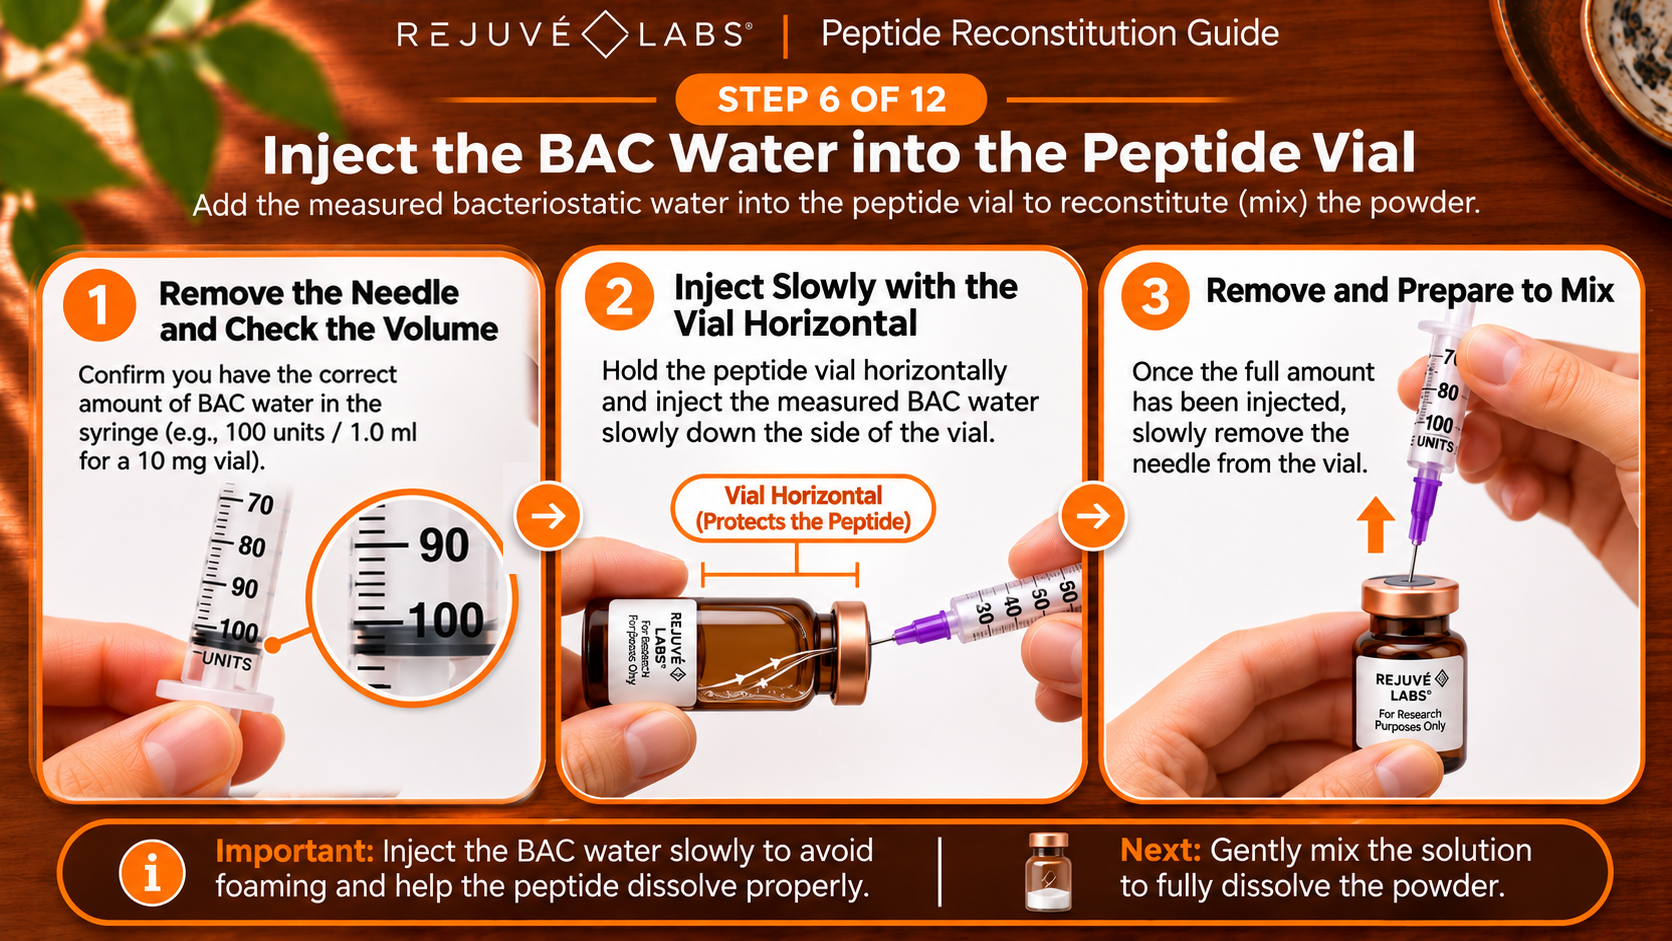 REJUVÉ LABS®
Peptide Reconstitution Guide
STEP 6 OF 12
Inject the BAC Water into the Peptide Vial
Add the measured bacteriostatic water into the peptide vial to reconstitute (mix) the powder.
1
Remove the Needle
and Check the Volume
Confirm you have the correct
amount of BAC water in the
syringe (e.g., 100 units / 1.0 ml
for a 10 mg vial).
70
80
90
100
UNITS
90
100
2
Inject Slowly with the
Vial Horizontal
Hold the peptide vial horizontally
and inject the measured BAC water
slowly down the side of the vial.
Vial Horizontal
(Protects the Peptide)
REJUVÉ
LABS®
For
Only
30
40
50
60
3
Remove and Prepare to Mix
Once the full amount
has been injected,
slowly remove the
needle from the vial.
80
100
UNITS
REJUVÉ
LABS®
For Research
Purposes Only
Important: Inject the BAC water slowly to avoid
foaming and help the peptide dissolve properly.
Next: Gently mix the solution
to fully dissolve the powder.